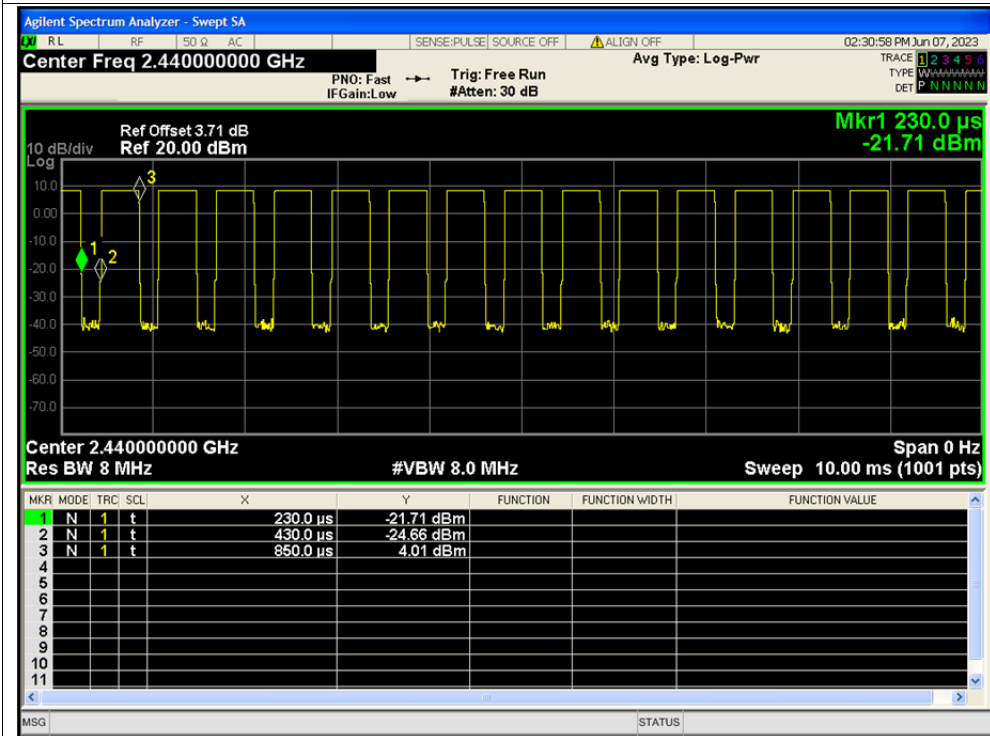 Agilent Spectrum Analyzer - Swept SA
RL RF 50 Ω AC SENSE:PULSE SOURCE OFF ALIGN OFF 02:30:58 PM Jun 07, 2023
Center Freq 2.440000000 GHz Avg Type: Log-Pwr TRACE 1 2 3 4 5 6
PNO: Fast Trig: Free Run TYPE
IFGain:Low #Atten: 30 dB DET P N N N N N
Mkr1 230.0 µs
Ref Offset 3.71 dB
10 dB/div Ref 20.00 dBm -21.71 dBm
Log
10.0
0.00
-10.0
-20.0
-30.0
-40.0
-50.0
-60.0
-70.0
1
2
3
Center 2.440000000 GHz Span 0 Hz
Res BW 8 MHz #VBW 8.0 MHz Sweep 10.00 ms (1001 pts)
MKR MODE TRC SCL X Y FUNCTION FUNCTION WIDTH FUNCTION VALUE
1 N 1 t 230.0 µs -21.71 dBm
2 N 1 t 430.0 µs -24.66 dBm
3 N 1 t 850.0 µs 4.01 dBm
4
5
6
7
8
9
10
11
MSG STATUS